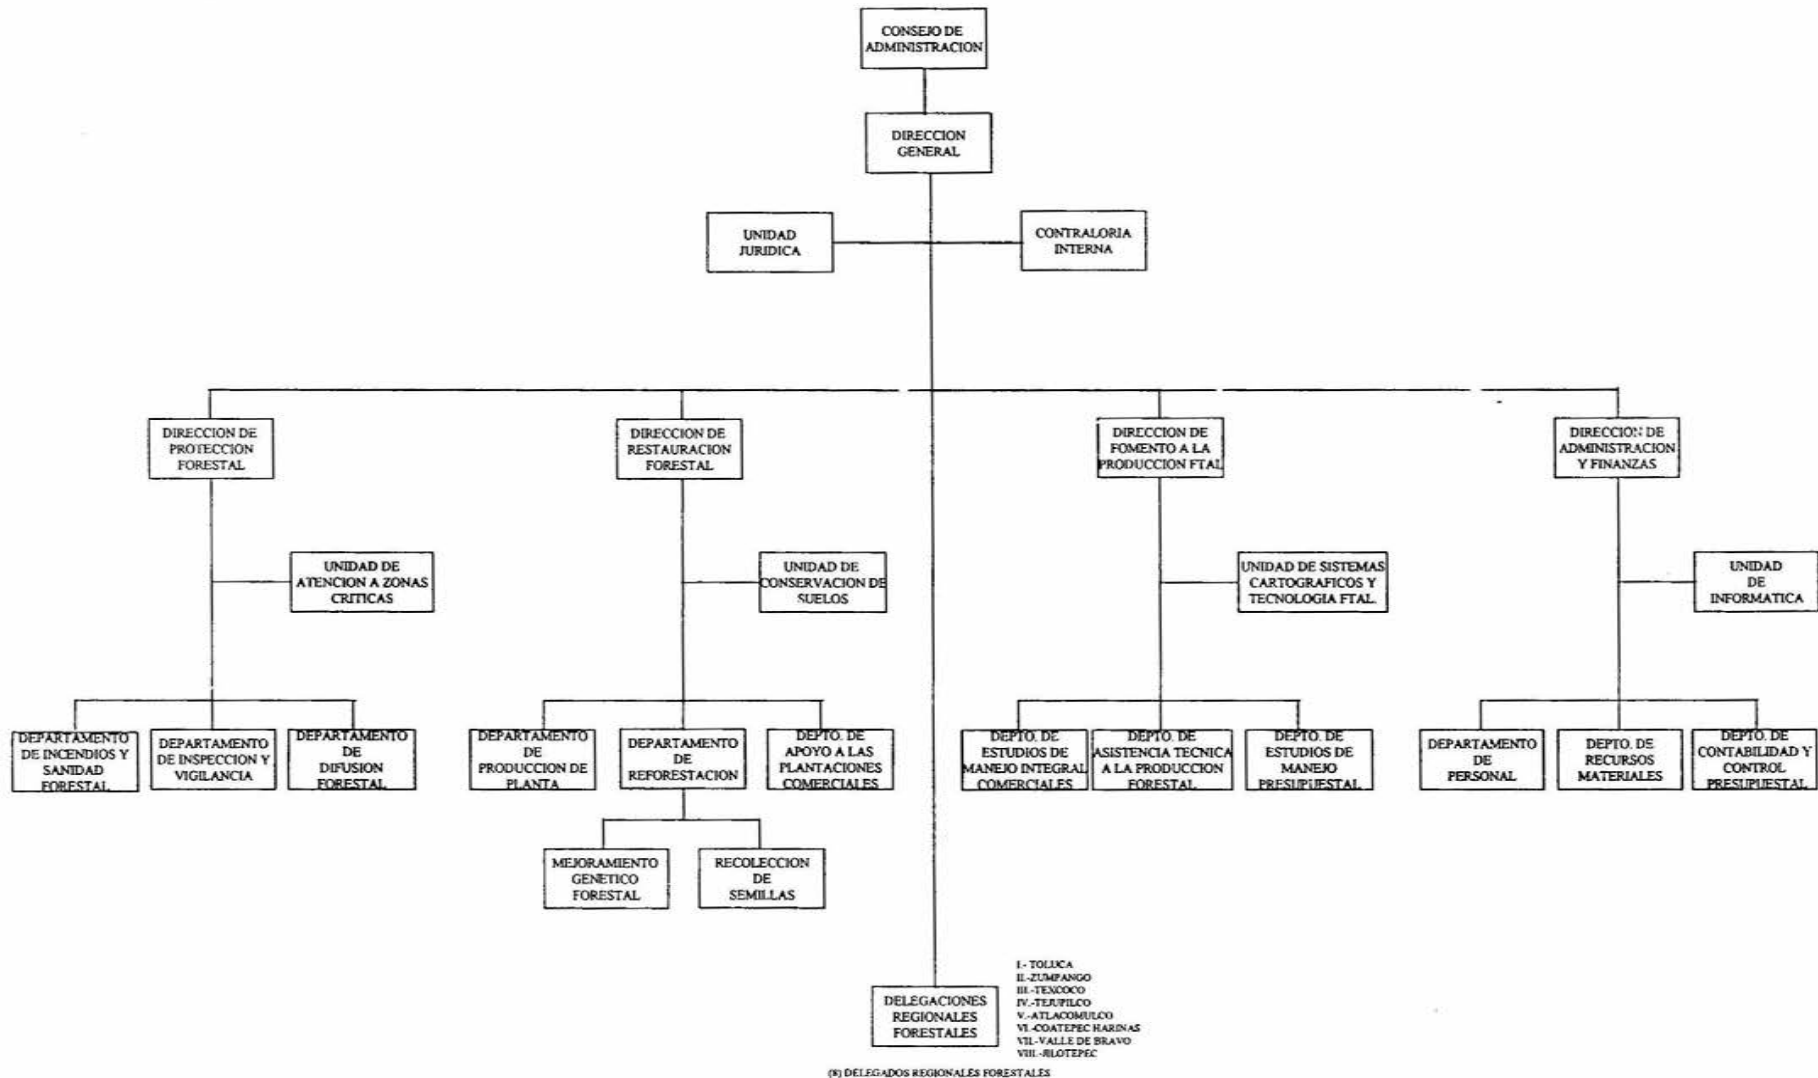 CONSEJO DE
ADMINISTRACION
DIRECCION
GENERAL
UNIDAD
JURIDICA
CONTRALORIA
INTERNA
DIRECCION DE
PROTECCION
FORESTAL
DIRECCION DE
RESTAURACION
FORESTAL
DIRECCION DE
FOMENTO A LA
PRODUCCION FTAL
DIRECCION DE
ADMINISTRACION
Y FINANZAS
UNIDAD DE
ATENCION A ZONAS
CRITICAS
UNIDAD DE
CONSERVACION DE
SUELOS
UNIDAD DE SISTEMAS
CARTOGRAFICOS Y
TECNOLOGIA FTAL.
UNIDAD
DE
INFORMATICA
DEPARTAMENTO
DE INCENDIOS Y
SANIDAD
FORESTAL
DEPARTAMENTO
DE INSPECCION Y
VIGILANCIA
DEPARTAMENTO
DE
DIFUSION
FORESTAL
DEPARTAMENTO
DE
PRODUCCION DE
PLANTA
DEPARTAMENTO
DE
REFORESTACION
DEPTO. DE
APOYO A LAS
PLANTACIONES
COMERCIALES
DEPTO. DE
ESTUDIOS DE
MANEJO INTEGRAL
COMERCIALES
DEPTO. DE
ASISTENCIA TECNICA
A LA PRODUCCION
FORESTAL
DEPTO. DE
ESTUDIOS DE
MANEJO
PRESUPUESTAL
DEPARTAMENTO
DE
PERSONAL
DEPTO. DE
RECURSOS
MATERIALES
DEPTO. DE
CONTABILIDAD Y
CONTROL
PRESUPUESTAL
MEJORAMIENTO
GENETICO
FORESTAL
RECOLECCION
DE
SEMILLAS
DELEGACIONES
REGIONALES
FORESTALES
I.- TOLUCA
II.-ZUMPANGO
III.-TEXCOCO
IV.-TEJUPILCO
V.-ATLACOMULCO
VI.-COATEPEC HARINAS
VII.-VALLE DE BRAVO
VIII.-JILOTEPEC
(8) DELEGADOS REGIONALES FORESTALES